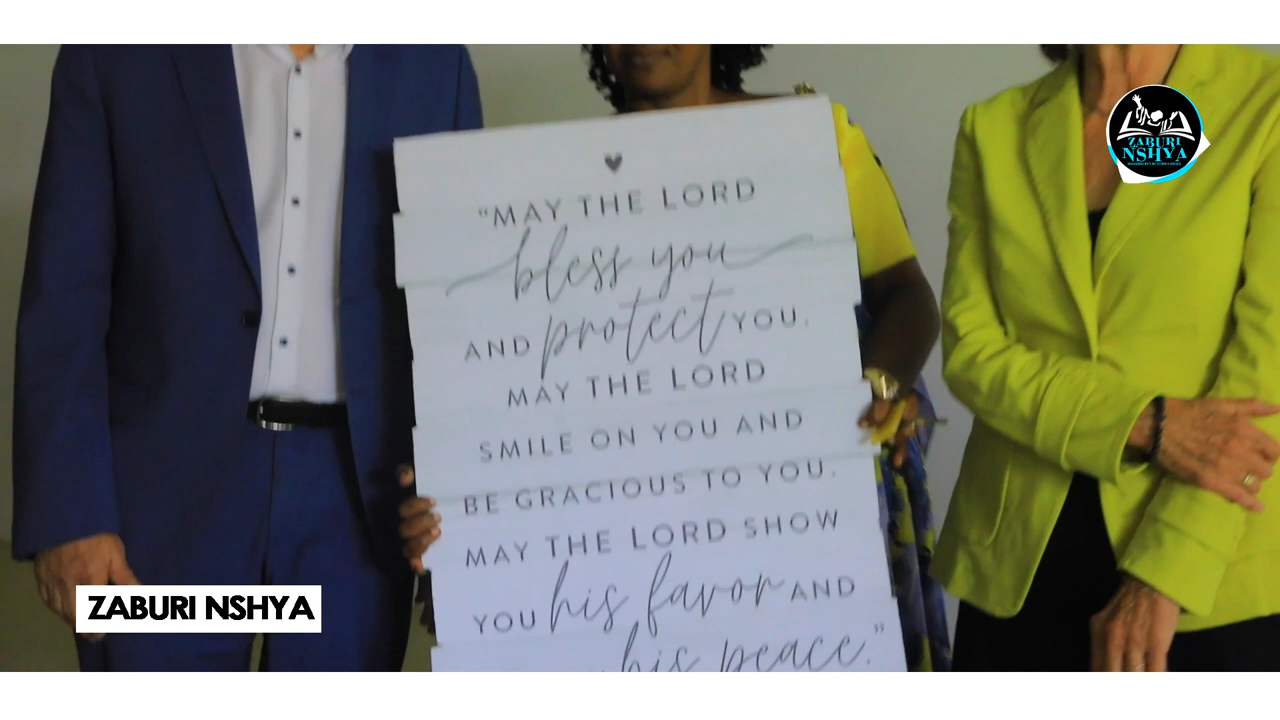 "MAY THE LORD
bless you
AND protect YOU.
MAY THE LORD
SMILE ON YOU AND
BE GRACIOUS TO YOU.
MAY THE LORD SHOW
YOU his favor AND
his peace."
ZABURI
NSHYA
ZABURI NSHYA